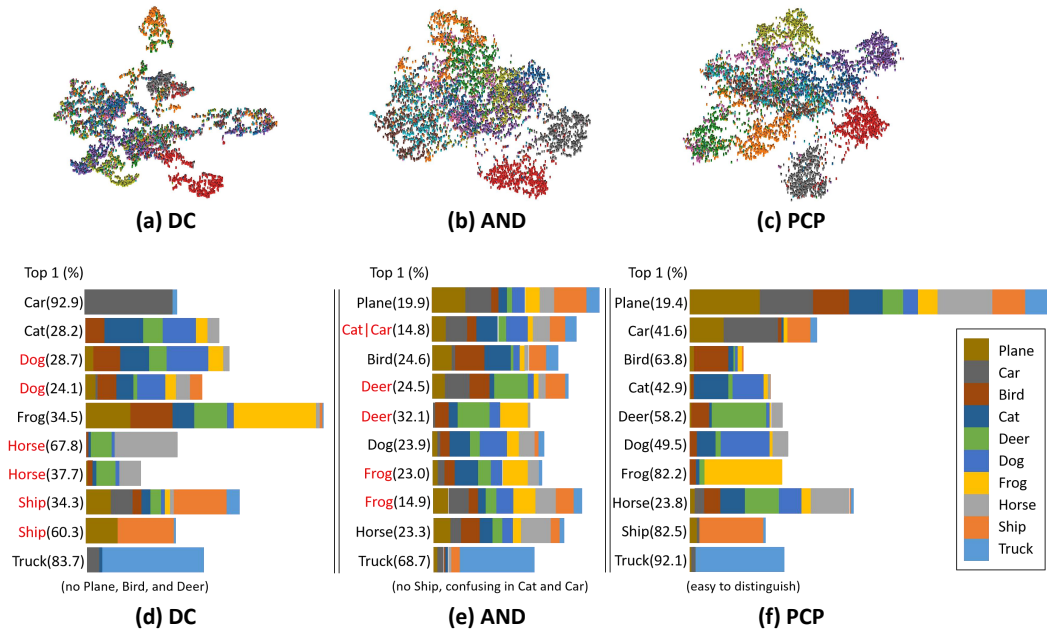 (a) DC
(b) AND
(c) PCP
Top 1 (%)
Car(92.9)
Cat(28.2)
Dog(28.7)
Dog(24.1)
Frog(34.5)
Horse(67.8)
Horse(37.7)
Ship(34.3)
Ship(60.3)
Truck(83.7)
(no Plane, Bird, and Deer)
(d) DC
Top 1 (%)
Plane(19.9)
Cat|Car(14.8)
Bird(24.6)
Deer(24.5)
Deer(32.1)
Dog(23.9)
Frog(23.0)
Frog(14.9)
Horse(23.3)
Truck(68.7)
(no Ship, confusing in Cat and Car)
(e) AND
Top 1 (%)
Plane(19.4)
Car(41.6)
Bird(63.8)
Cat(42.9)
Deer(58.2)
Dog(49.5)
Frog(82.2)
Horse(23.8)
Ship(82.5)
Truck(92.1)
(easy to distinguish)
(f) PCP
Plane
Car
Bird
Cat
Deer
Dog
Frog
Horse
Ship
Truck